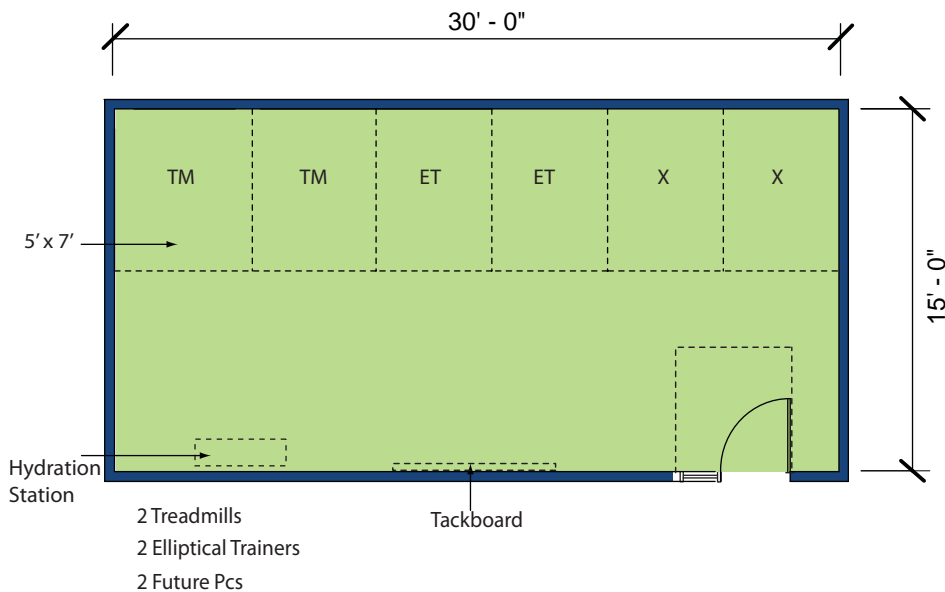 30' - 0"
TM
TM
ET
ET
X
X
5’ x 7’
15' - 0"
Hydration
Station
Tackboard
2 Treadmills
2 Elliptical Trainers
2 Future Pcs